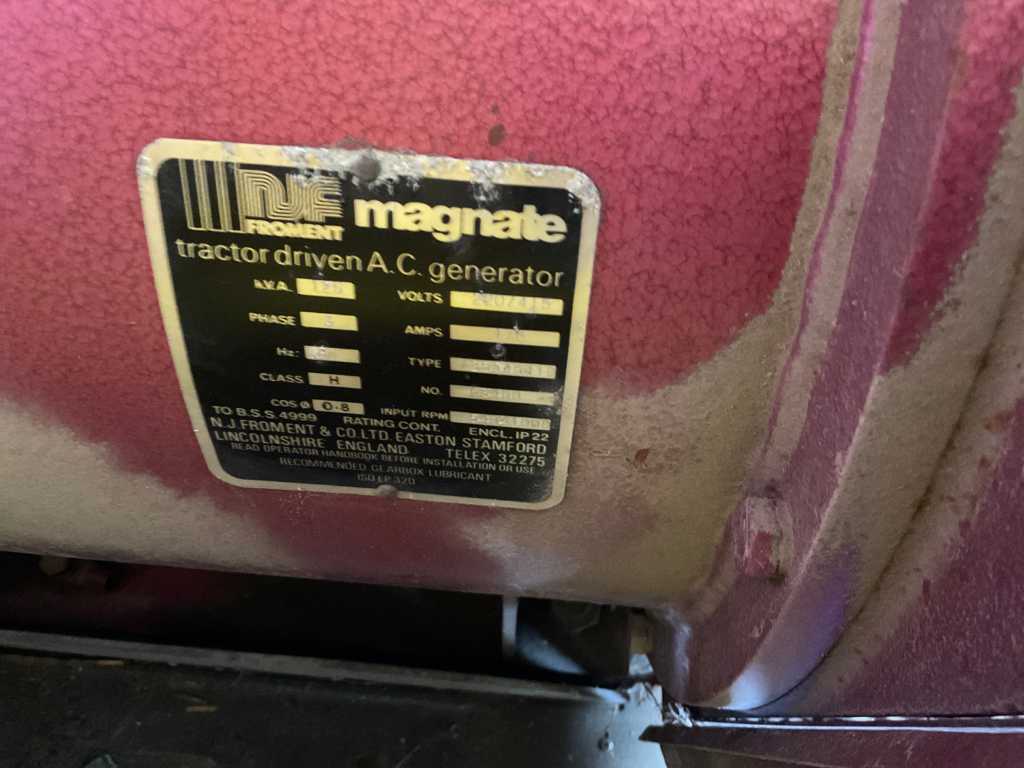 NJF
FROMENT
magnate
tractor driven A.C. generator
k.V.A.
VOLTS
PHASE 3
AMPS
Hz:
TYPE
CLASS H
NO.
COS ø 0.8
INPUT RPM
TO B.S.S. 4999 RATING CONT. ENCL. IP 22
N.J. FROMENT & CO. LTD. EASTON STAMFORD
LINCOLNSHIRE ENGLAND TELEX 32275
READ OPERATOR HANDBOOK BEFORE INSTALLATION OR USE
RECOMMENDED GEARBOX LUBRICANT
ISO EP 320